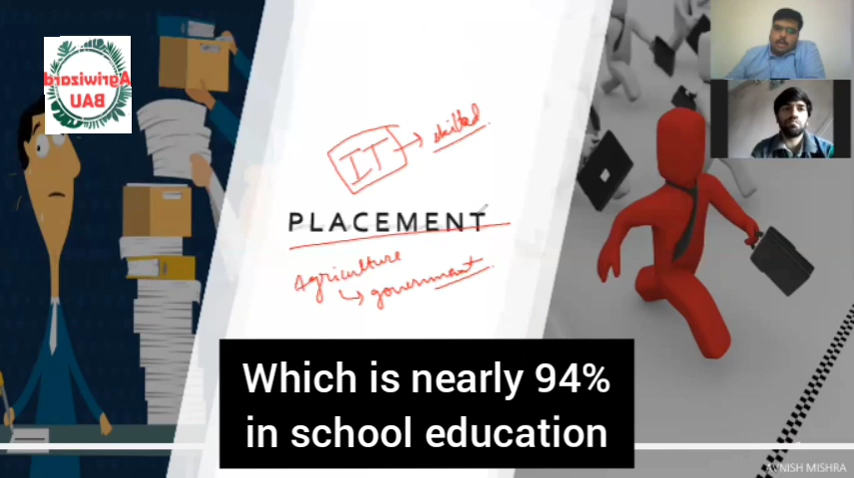 Agriwizard
BAU
IT → skilled.
PLACEMENT
Agriculture
↳ government.
Which is nearly 94%
in school education
AVNISH MISHRA